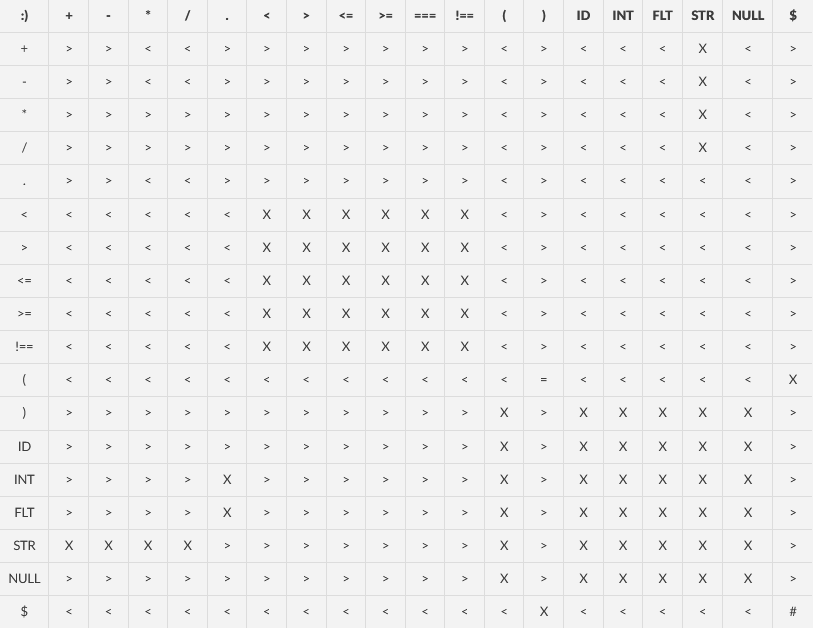 :) + - * / . < > <= >= === !== ( ) ID INT FLT STR NULL $
+ > > < < > > > > > > > < > < < < X < >
- > > < < > > > > > > > < > < < < X < >
* > > > > > > > > > > > < > < < < X < >
/ > > > > > > > > > > > < > < < < X < >
. > > < < > > > > > > > < > < < < < < >
< < < < < < X X X X X X < > < < < < < >
> < < < < < X X X X X X < > < < < < < >
<= < < < < < X X X X X X < > < < < < < >
>= < < < < < X X X X X X < > < < < < < >
!== < < < < < X X X X X X < > < < < < < >
( < < < < < < < < < < < < = < < < < < X
) > > > > > > > > > > > X > X X X X X >
ID > > > > > > > > > > > X > X X X X X >
INT > > > > X > > > > > > X > X X X X X >
FLT > > > > X > > > > > > X > X X X X X >
STR X X X X > > > > > > > X > X X X X X >
NULL > > > > > > > > > > > X > X X X X X >
$ < < < < < < < < < < < < X < < < < < #